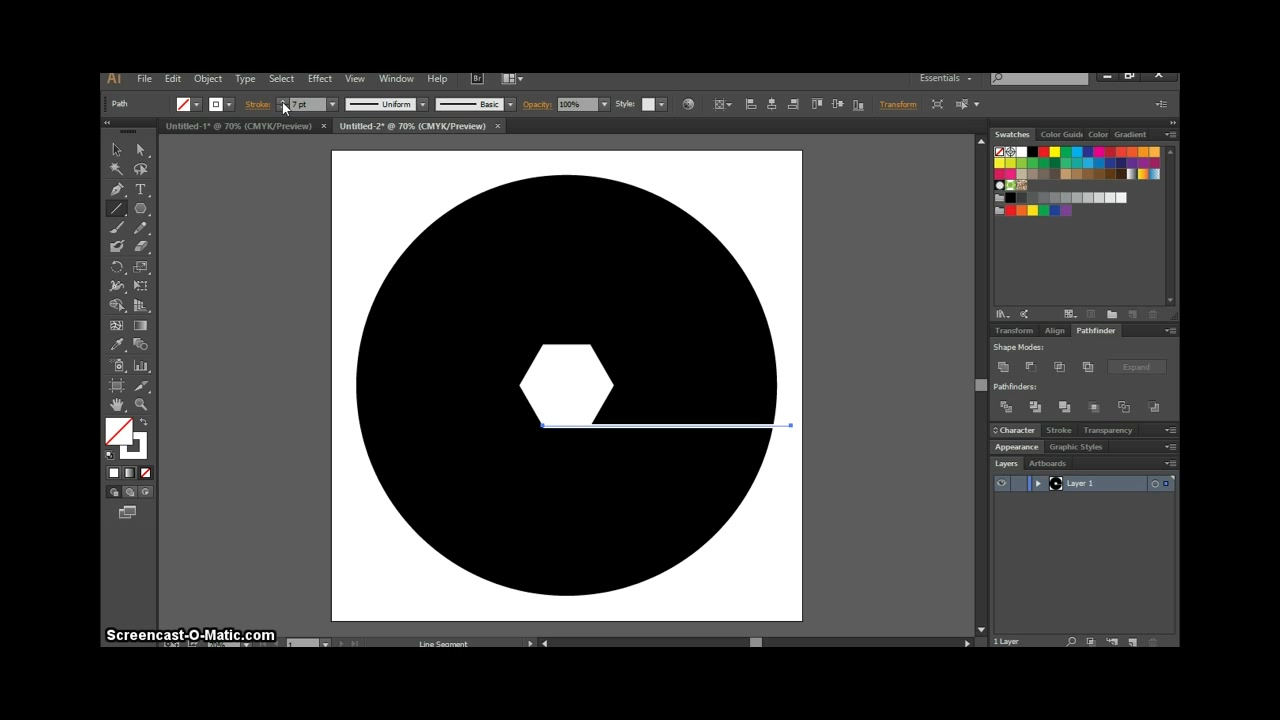 Ai File Edit Object Type Select Effect View Window Help Br Essentials
Path Stroke: 7 pt Uniform Basic Opacity: 100% Style: Transform
Untitled-1* @ 70% (CMYK/Preview) × Untitled-2* @ 70% (CMYK/Preview) ×
Swatches Color Guide Color Gradient
Transform Align Pathfinder
Shape Modes:
Expand
Pathfinders:
Character Stroke Transparency
Appearance Graphic Styles
Layers Artboards
Layer 1
Screencast-O-Matic.com
1 Line Segment
1 Layer